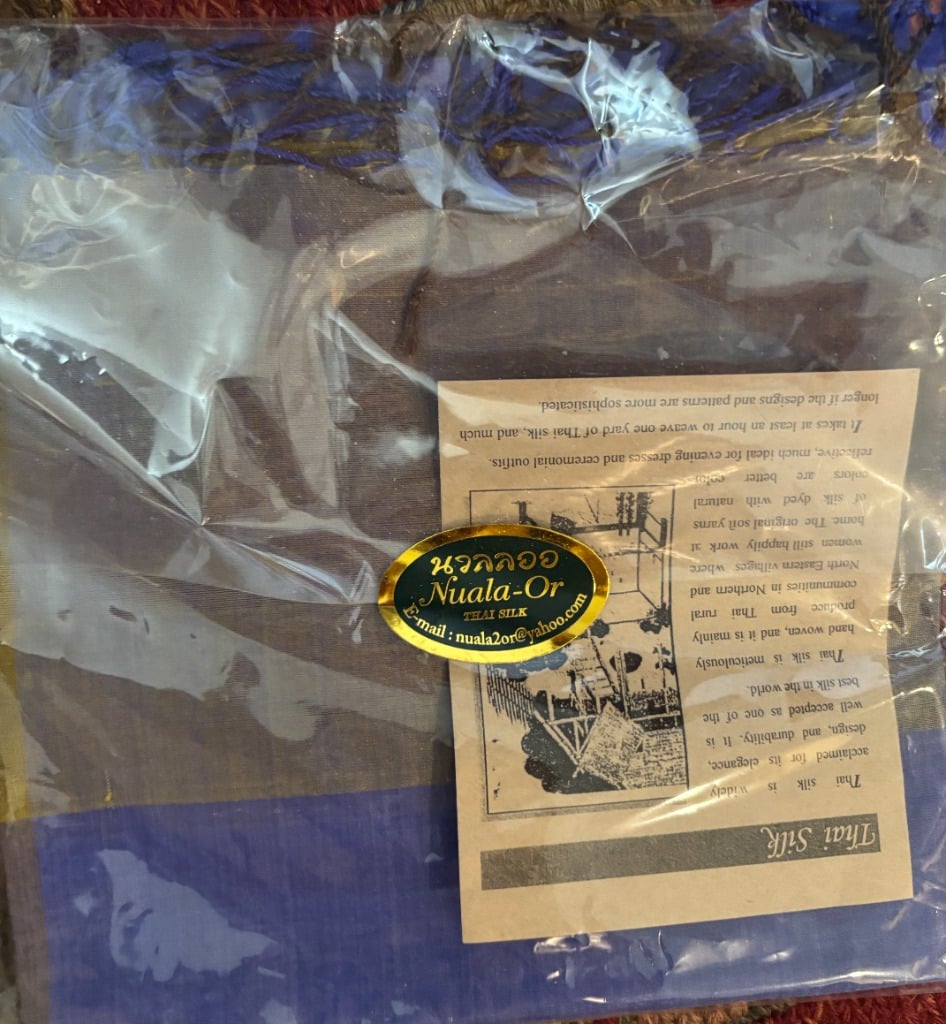 นวลลออ
Nuala-Or
THAI SILK
E-mail : nuala2or@yahoo.com
Thai Silk
Thai silk is widely
acclaimed for its elegance,
design, and durability. It is
well accepted as one of the
best silk in the world.
Thai silk is meticulously
hand woven, and it is mainly
produce from Thai rural
communities in Northern and
North Eastern villages where
women still happily work at
home. The original soft yarns
of silk dyed with natural
colors are better color
reflective, much ideal for evening dresses and ceremonial outfits.
It takes at least an hour to weave one yard of Thai silk, and much
longer if the designs and patterns are more sophisticated.